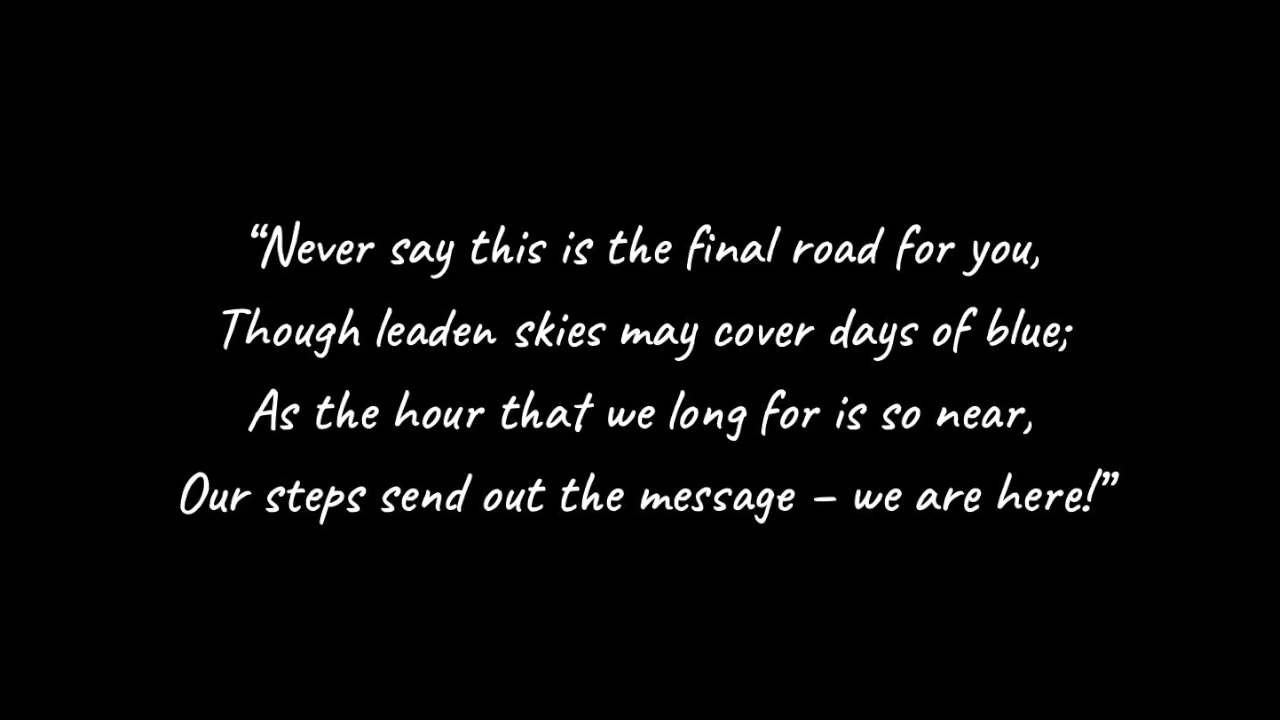 “Never say this is the final road for you,
Though leaden skies may cover days of blue;
As the hour that we long for is so near,
Our steps send out the message – we are here!”